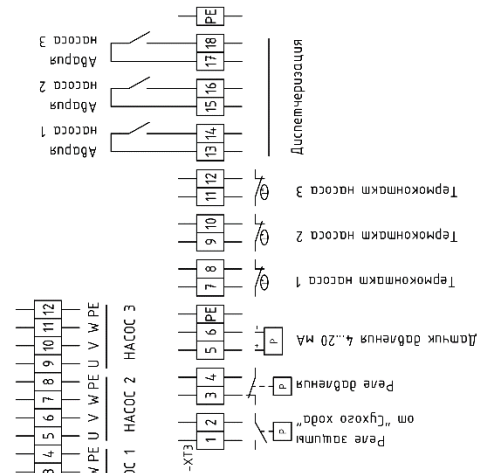 PE
18
17
Авария
насоса 3
16
15
Авария
насоса 2
14
13
Авария
насоса 1
Диспетчеризация
12
11
Термоконтакт насоса 3
10
9
Термоконтакт насоса 2
8
7
Термоконтакт насоса 1
PE
6
5
- +
P
Датчик давления 4...20 мА
4
3
P
Реле давления
2
1
P
Реле защиты
от "Сухого хода"
-XT3
12 PE
11 W
10 V
9 U
НАСОС 3
8 PE
7 W
6 V
5 U
НАСОС 2
4 PE
3 W
ОС 1